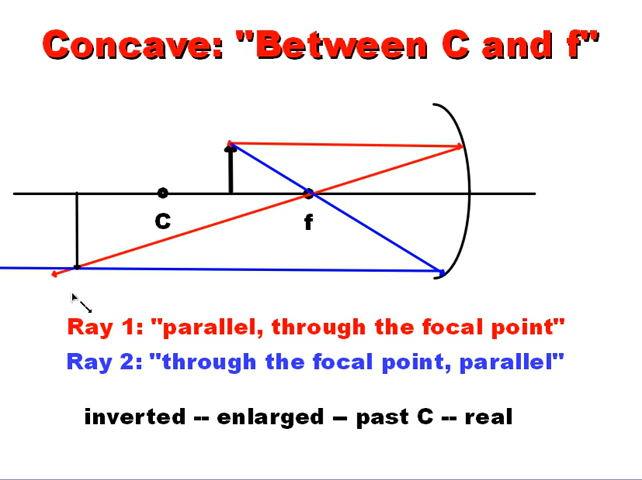 Concave: "Between C and f"
C
f
Ray 1: "parallel, through the focal point"
Ray 2: "through the focal point, parallel"
inverted -- enlarged -- past C -- real